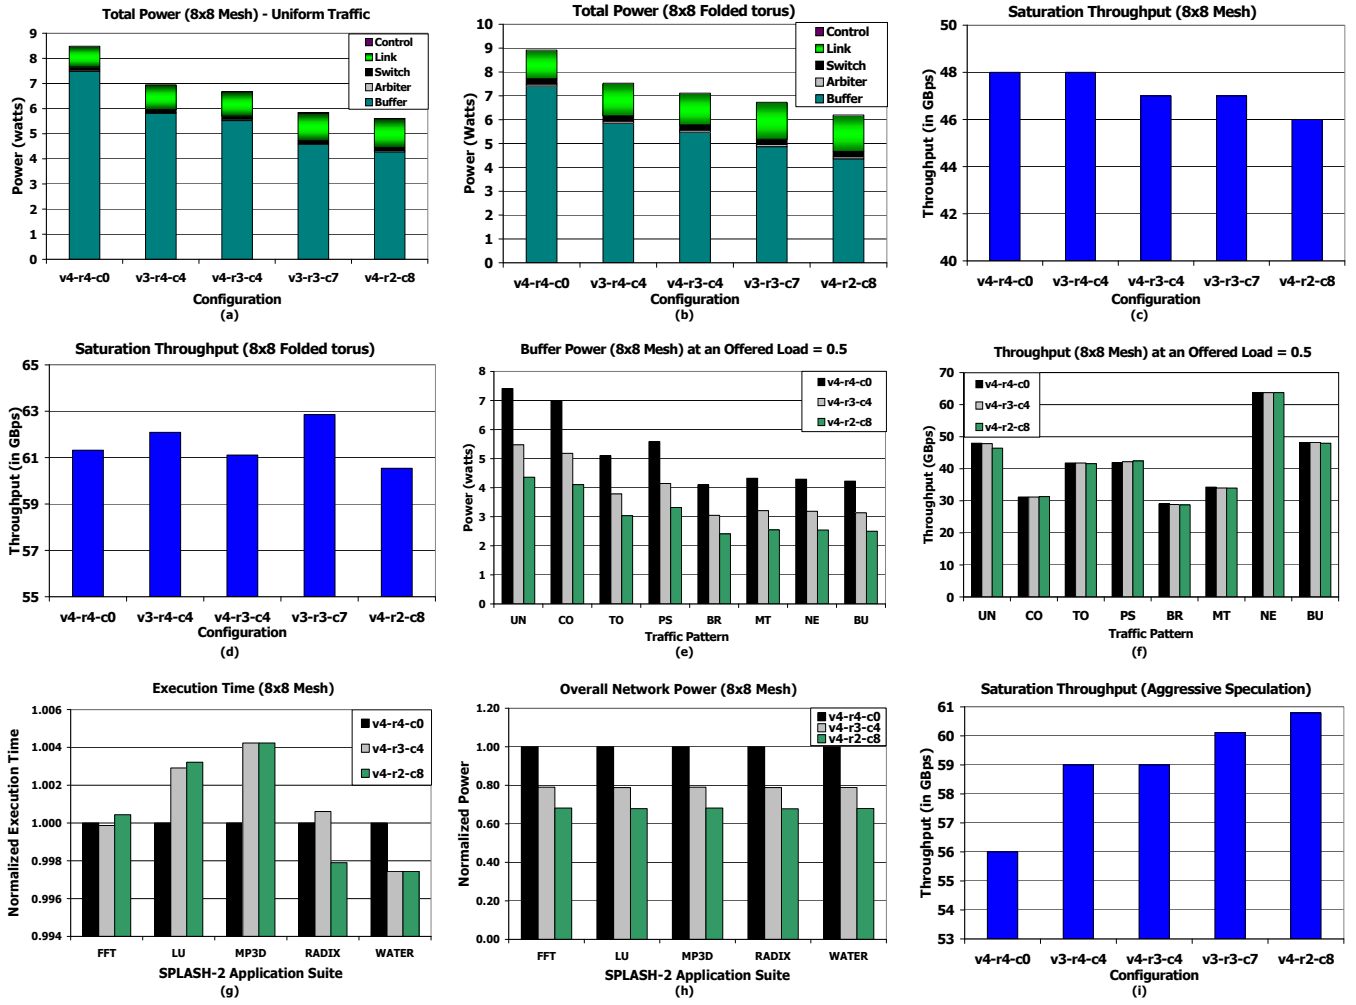 Total Power (8x8 Mesh) - Uniform Traffic
Power (watts)
9
8
7
6
5
4
3
2
1
0
Control
Link
Switch
Arbiter
Buffer
v4-r4-c0 v3-r4-c4 v4-r3-c4 v3-r3-c7 v4-r2-c8
Configuration
(a)
Total Power (8x8 Folded torus)
Power (Watts)
10
9
8
7
6
5
4
3
2
1
0
Control
Link
Switch
Arbiter
Buffer
v4-r4-c0 v3-r4-c4 v4-r3-c4 v3-r3-c7 v4-r2-c8
Configuration
(b)
Saturation Throughput (8x8 Mesh)
Throughput (in GBps)
50
48
46
44
42
40
v4-r4-c0 v3-r4-c4 v4-r3-c4 v3-r3-c7 v4-r2-c8
Configuration
(c)
Saturation Throughput (8x8 Folded torus)
Throughput (in GBps)
65
63
61
59
57
55
v4-r4-c0 v3-r4-c4 v4-r3-c4 v3-r3-c7 v4-r2-c8
Configuration
(d)
Buffer Power (8x8 Mesh) at an Offered Load = 0.5
Power (watts)
8
7
6
5
4
3
2
1
0
v4-r4-c0
v4-r3-c4
v4-r2-c8
UN CO TO PS BR MT NE BU
Traffic Pattern
(e)
Throughput (8x8 Mesh) at an Offered Load = 0.5
Throughput (GBps)
70
60
50
40
30
20
10
0
v4-r4-c0
v4-r3-c4
v4-r2-c8
UN CO TO PS BR MT NE BU
Traffic Pattern
(f)
Execution Time (8x8 Mesh)
Normalized Execution Time
1.006
1.004
1.002
1.000
0.998
0.996
0.994
v4-r4-c0
v4-r3-c4
v4-r2-c8
FFT LU MP3D RADIX WATER
SPLASH-2 Application Suite
(g)
Overall Network Power (8x8 Mesh)
Normalized Power
1.20
1.00
0.80
0.60
0.40
0.20
0.00
v4-r4-c0
v4-r3-c4
v4-r2-c8
FFT LU MP3D RADIX WATER
SPLASH-2 Application Suite
(h)
Saturation Throughput (Aggressive Speculation)
Throughput (in GBps)
61
60
59
58
57
56
55
54
53
v4-r4-c0 v3-r4-c4 v4-r3-c4 v3-r3-c7 v4-r2-c8
Configuration
(i)